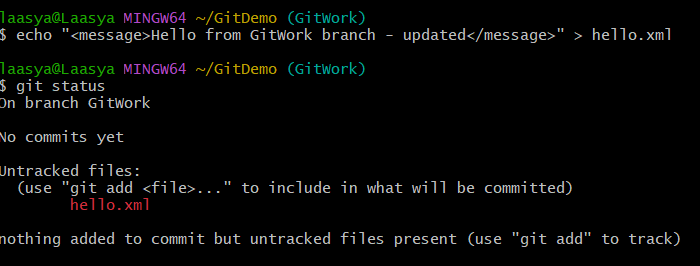 laasya@Laasya MINGW64 ~/GitDemo (GitWork)
$ echo "<message>Hello from GitWork branch - updated</message>" > hello.xml
laasya@Laasya MINGW64 ~/GitDemo (GitWork)
$ git status
On branch GitWork
No commits yet
Untracked files:
  (use "git add <file>..." to include in what will be committed)
        hello.xml
nothing added to commit but untracked files present (use "git add" to track)